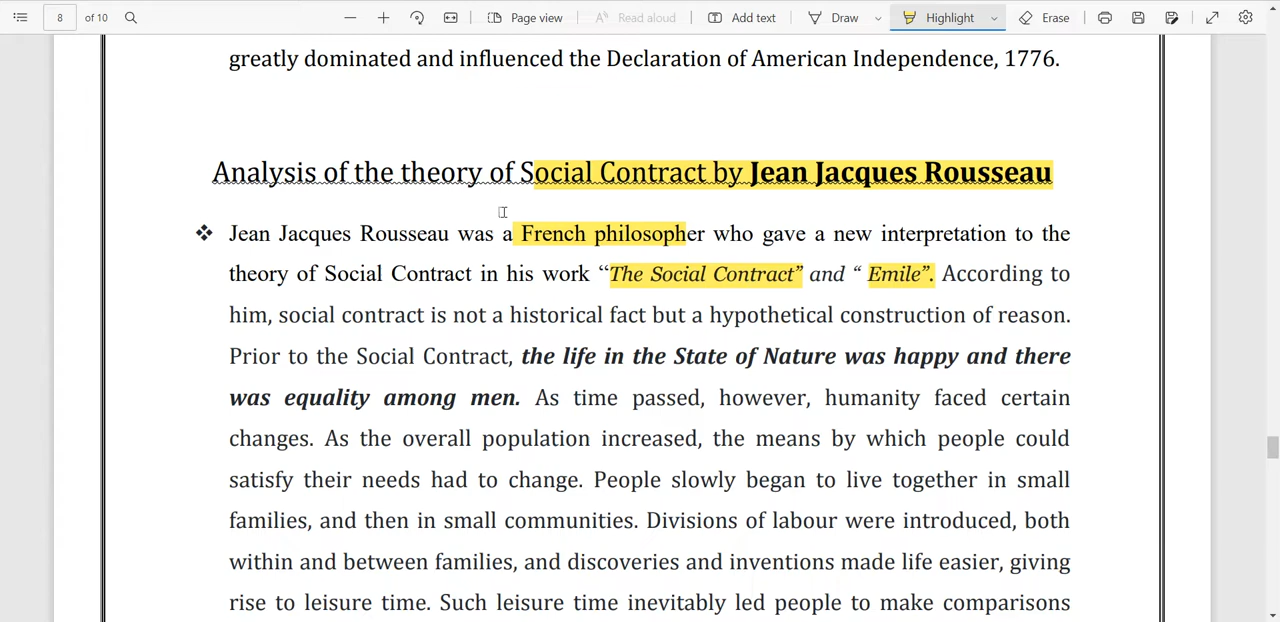 8 of 10 Page view Read aloud Add text Draw Highlight Erase
greatly dominated and influenced the Declaration of American Independence, 1776.
Analysis of the theory of Social Contract by Jean Jacques Rousseau
❖ Jean Jacques Rousseau was a French philosopher who gave a new interpretation to the
theory of Social Contract in his work “The Social Contract” and “ Emile”. According to
him, social contract is not a historical fact but a hypothetical construction of reason.
Prior to the Social Contract, the life in the State of Nature was happy and there
was equality among men. As time passed, however, humanity faced certain
changes. As the overall population increased, the means by which people could
satisfy their needs had to change. People slowly began to live together in small
families, and then in small communities. Divisions of labour were introduced, both
within and between families, and discoveries and inventions made life easier, giving
rise to leisure time. Such leisure time inevitably led people to make comparisons